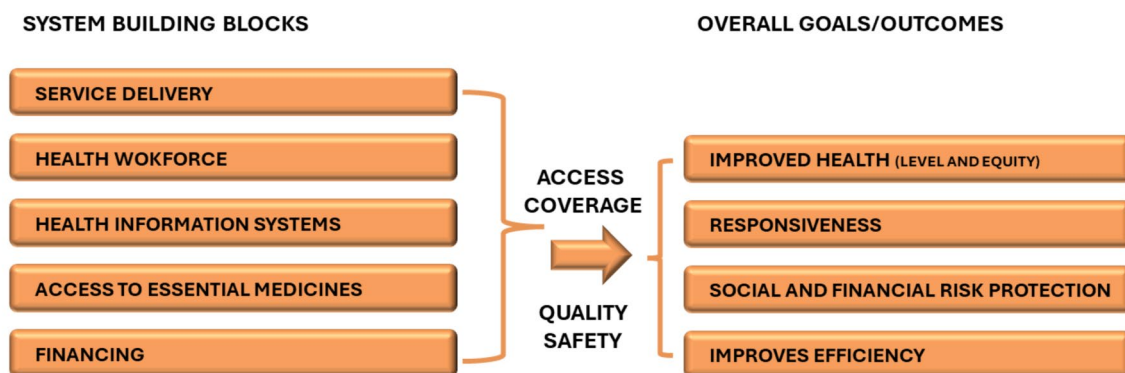 SYSTEM BUILDING BLOCKS
OVERALL GOALS/OUTCOMES
SERVICE DELIVERY
HEALTH WOKFORCE
HEALTH INFORMATION SYSTEMS
ACCESS TO ESSENTIAL MEDICINES
FINANCING
ACCESS
COVERAGE
QUALITY
SAFETY
IMPROVED HEALTH (LEVEL AND EQUITY)
RESPONSIVENESS
SOCIAL AND FINANCIAL RISK PROTECTION
IMPROVES EFFICIENCY